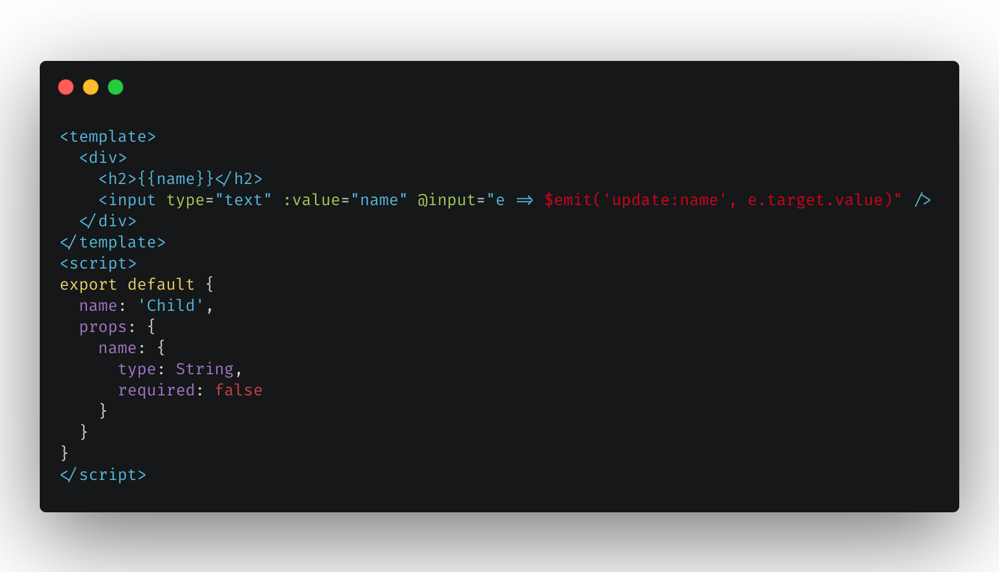 <template>
  <div>
    <h2>{{name}}</h2>
    <input type="text" :value="name" @input="e => $emit('update:name', e.target.value)" />
  </div>
</template>
<script>
export default {
  name: 'Child',
  props: {
    name: {
      type: String,
      required: false
    }
  }
}
</script>